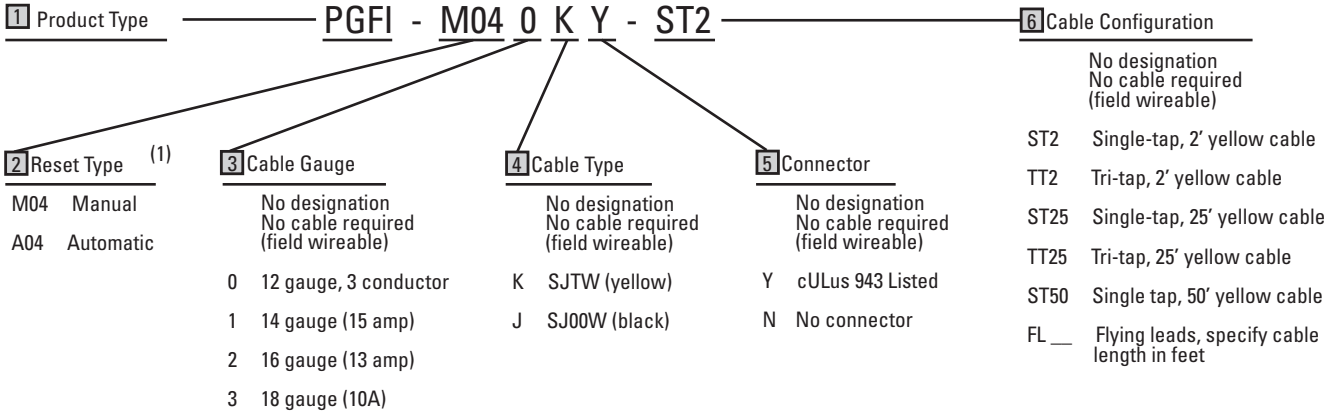 1 Product Type
PGFI - M04 0 K Y - ST2
6 Cable Configuration
No designation
No cable required
(field wireable)
ST2 Single-tap, 2′ yellow cable
TT2 Tri-tap, 2′ yellow cable
ST25 Single-tap, 25′ yellow cable
TT25 Tri-tap, 25′ yellow cable
ST50 Single tap, 50′ yellow cable
FL __ Flying leads, specify cable
length in feet
2 Reset Type (1)
M04 Manual
A04 Automatic
3 Cable Gauge
No designation
No cable required
(field wireable)
0 12 gauge, 3 conductor
1 14 gauge (15 amp)
2 16 gauge (13 amp)
3 18 gauge (10A)
4 Cable Type
No designation
No cable required
(field wireable)
K SJTW (yellow)
J SJ00W (black)
5 Connector
No designation
No cable required
(field wireable)
Y cULus 943 Listed
N No connector